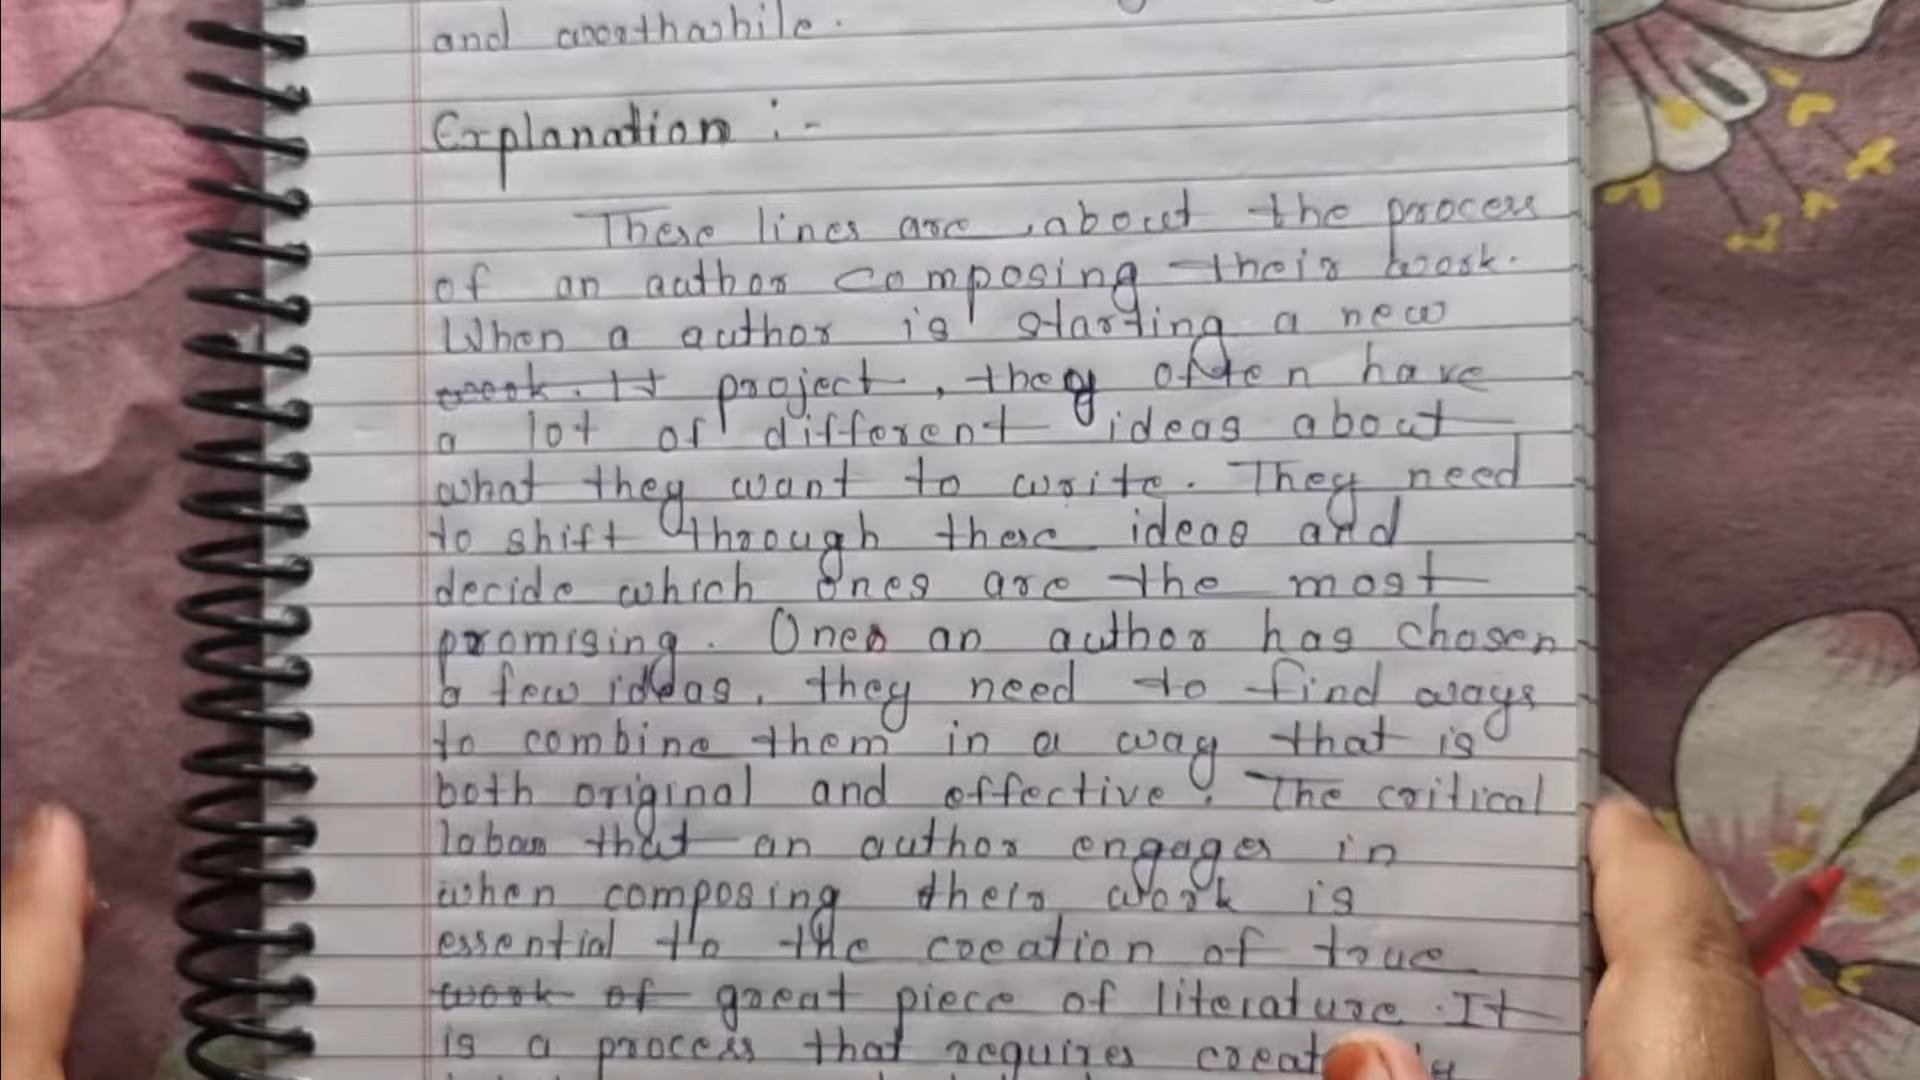 and worthwhile.
Explanation :-
These lines are about the process
of an author composing their work.
When a author is starting a new
work. It project, they often have
a lot of different ideas about
what they want to write. They need
to shift through these ideas and
decide which ones are the most
promising. Ones an author has chosen
a few ideas, they need to find ways
to combine them in a way that is
both original and effective. The critical
labour that an author engages in
when composing their work is
essential to the creation of true
work of great piece of literature. It
is a process that requires